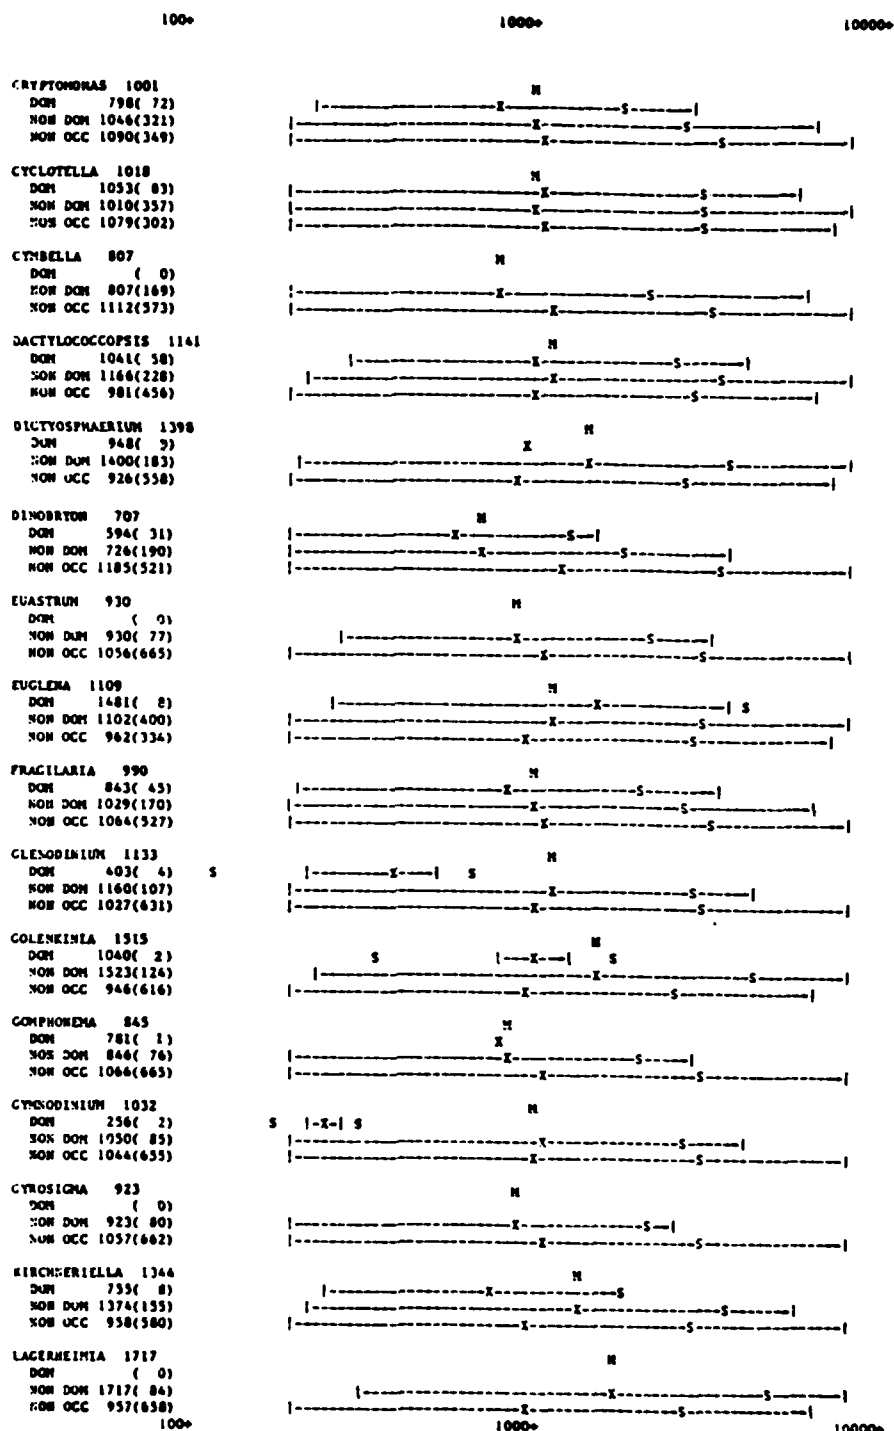 100+ 1000+ 10000+
CRYPTOMONAS 1001
M
DOM 798( 72)
NON DOM 1046(321)
NON OCC 1090(349)
CYCLOTELLA 1018
M
DOM 1053( 83)
NON DOM 1010(357)
NON OCC 1079(302)
CYMBELLA 807
M
DOM ( 0)
NON DOM 807(169)
NON OCC 1112(573)
DACTYLOCOCCOPSIS 1141
M
DOM 1041( 58)
NON DOM 1166(228)
NON OCC 981(456)
DICTYOSPHAERIUM 1398
M
DOM 948( )
NON DOM 1400(183)
NON OCC 926(558)
DINOBRYON 707
M
DOM 594( 31)
NON DOM 726(190)
NON OCC 1185(521)
EUASTRUM 930
M
DOM ( 0)
NON DOM 930( 77)
NON OCC 1056(665)
EUGLENA 1109
M
DOM 1481( 8)
NON DOM 1102(400)
NON OCC 962(334)
FRAGILARIA 990
M
DOM 843( 45)
NON DOM 1029(170)
NON OCC 1064(527)
GLENODINIUM 1133
M
DOM 403( 4)
NON DOM 1160(107)
NON OCC 1027(631)
GOLENKINIA 1515
M
DOM 1040( 2)
NON DOM 1523(124)
NON OCC 946(616)
GOMPHONEMA 845
M
DOM 781( 1)
NON DOM 846( 76)
NON OCC 1066(665)
GYMNODINIUM 1032
M
DOM 256( 2)
NON DOM 1050( 85)
NON OCC 1044(655)
GYROSIGMA 923
M
DOM ( 0)
NON DOM 923( 80)
NON OCC 1057(662)
KIRCHNERIELLA 1344
M
DOM 755( 8)
NON DOM 1374(155)
NON OCC 958(580)
LAGERHEIMIA 1717
M
DOM ( 0)
NON DOM 1717( 84)
NON OCC 957(658)
100+ 1000+ 10000+